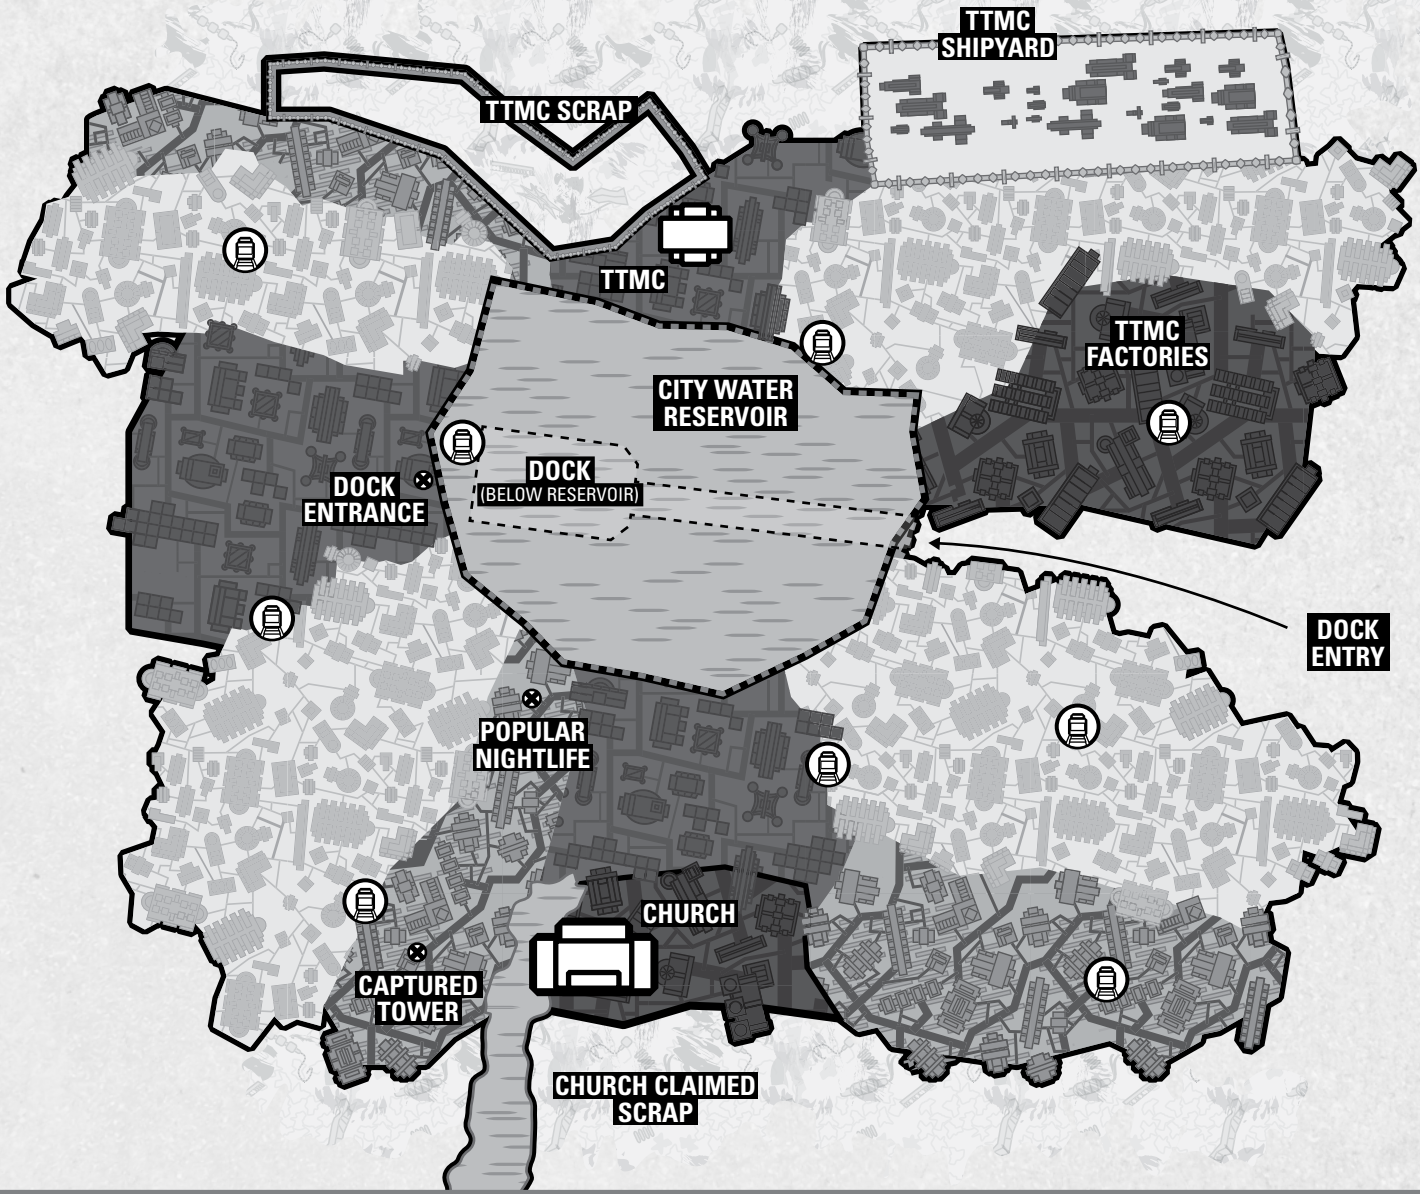 TTMC
SHIPYARD
TTMC SCRAP
TTMC
TTMC
FACTORIES
CITY WATER
RESERVOIR
DOCK
(BELOW RESERVOIR)
DOCK
ENTRANCE
DOCK
ENTRY
POPULAR
NIGHTLIFE
CHURCH
CAPTURED
TOWER
CHURCH CLAIMED
SCRAP